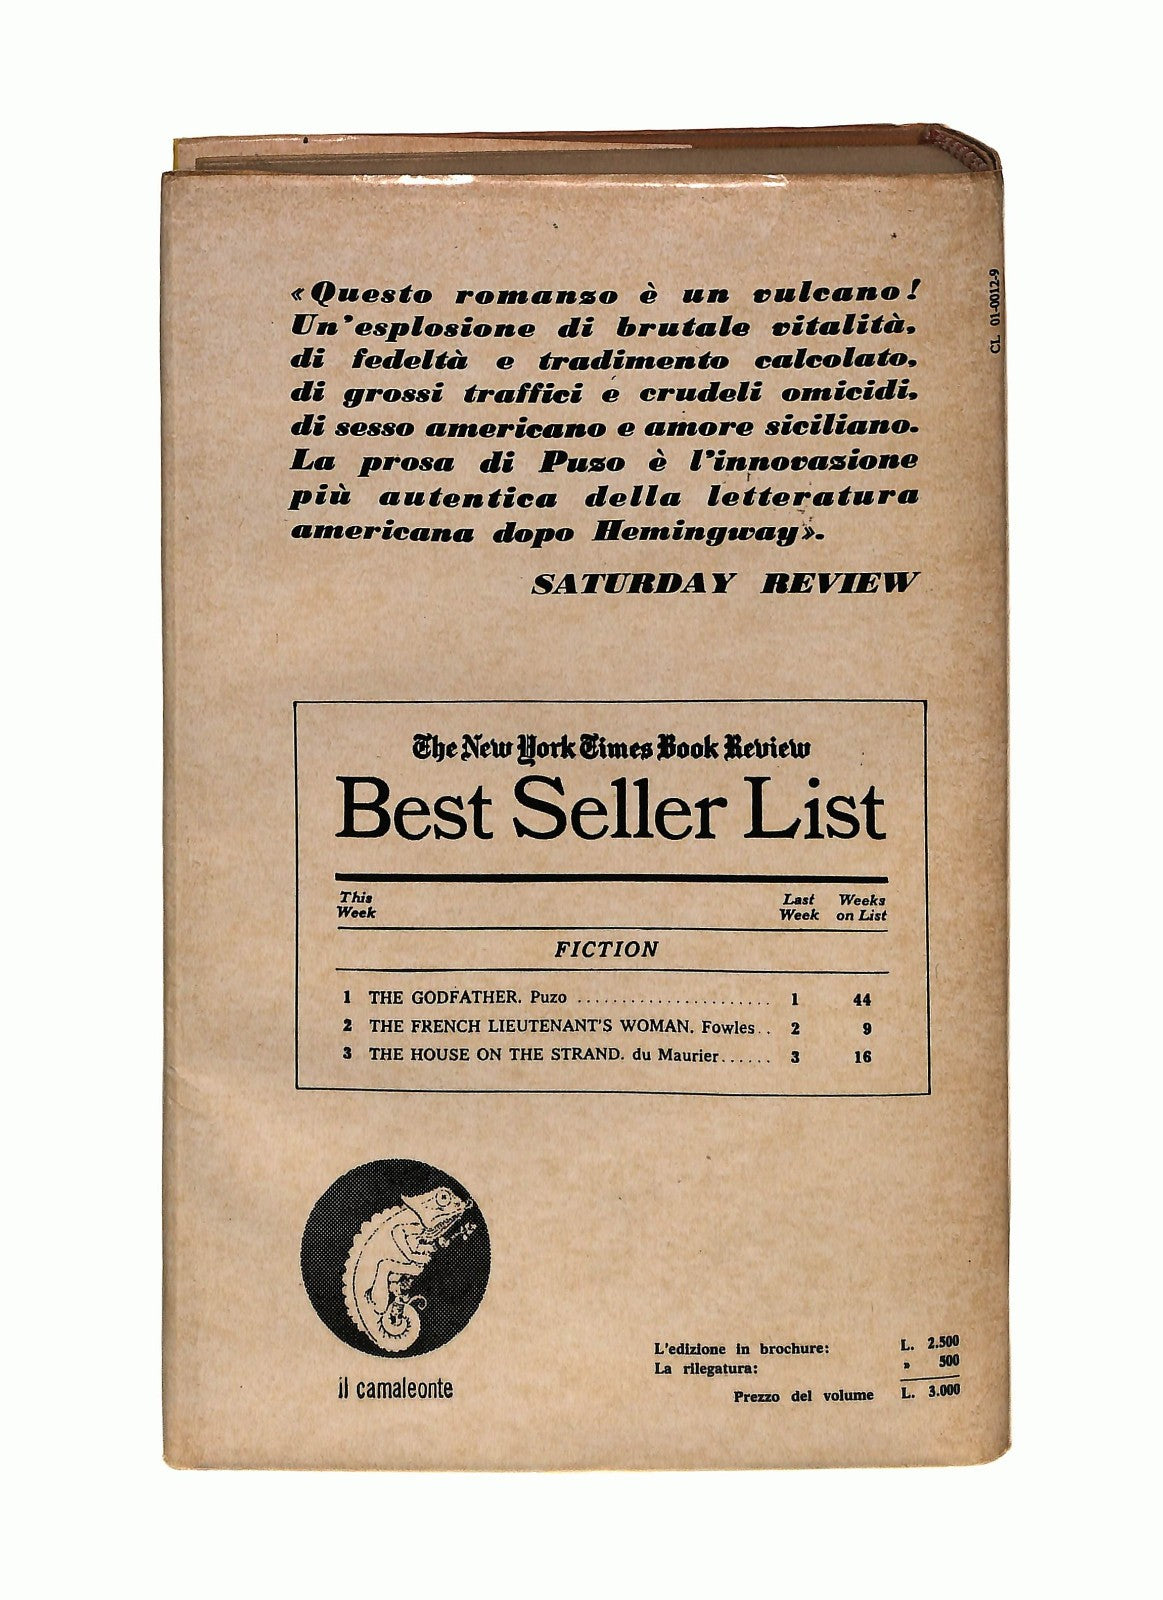 «Questo romanzo è un vulcano!
Un'esplosione di brutale vitalità,
di fedeltà e tradimento calcolato,
di grossi traffici e crudeli omicidi,
di sesso americano e amore siciliano.
La prosa di Puzo è l'innovazione
più autentica della letteratura
americana dopo Hemingway».
SATURDAY REVIEW
CL 01-0012-9
The New York Times Book Review
Best Seller List
This Week Last Week Weeks on List
FICTION
1 THE GODFATHER. Puzo ...................... 1 44
2 THE FRENCH LIEUTENANT'S WOMAN. Fowles.. 2 9
3 THE HOUSE ON THE STRAND. du Maurier...... 3 16
il camaleonte
L'edizione in brochure: L. 2.500
La rilegatura: » 500
Prezzo del volume L. 3.000